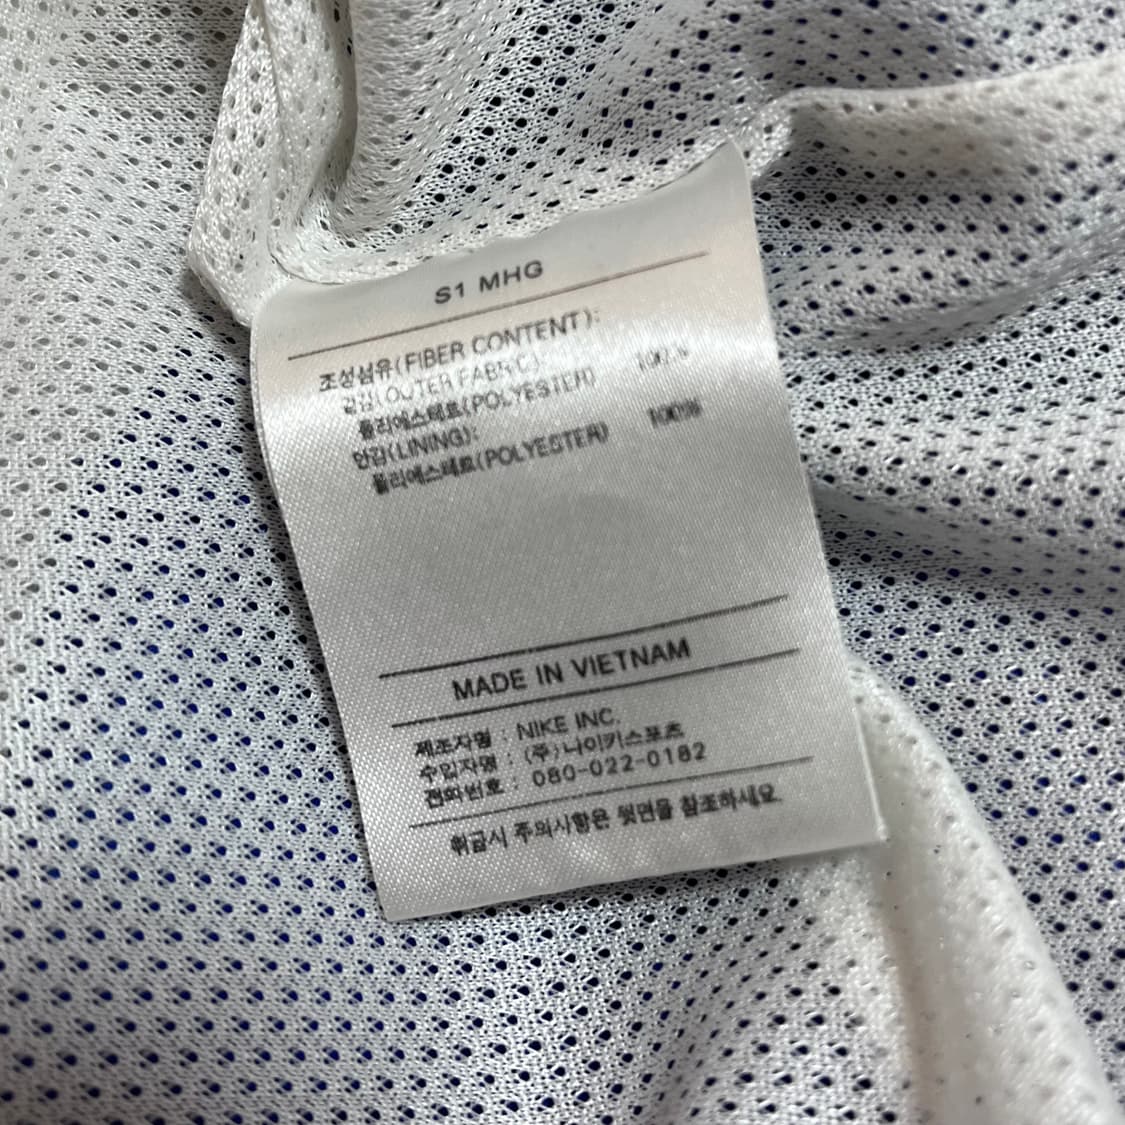 S1 MHG
조성섬유(FIBER CONTENT):
겉감(OUTER FABRIC):
폴리에스테르(POLYESTER) 100%
안감(LINING):
폴리에스테르(POLYESTER) 100%
MADE IN VIETNAM
제조자명 : NIKE INC.
수입자명 : (주)나이키스포츠
전화번호 : 080-022-0182
취급시 주의사항은 뒷면을 참조하세요